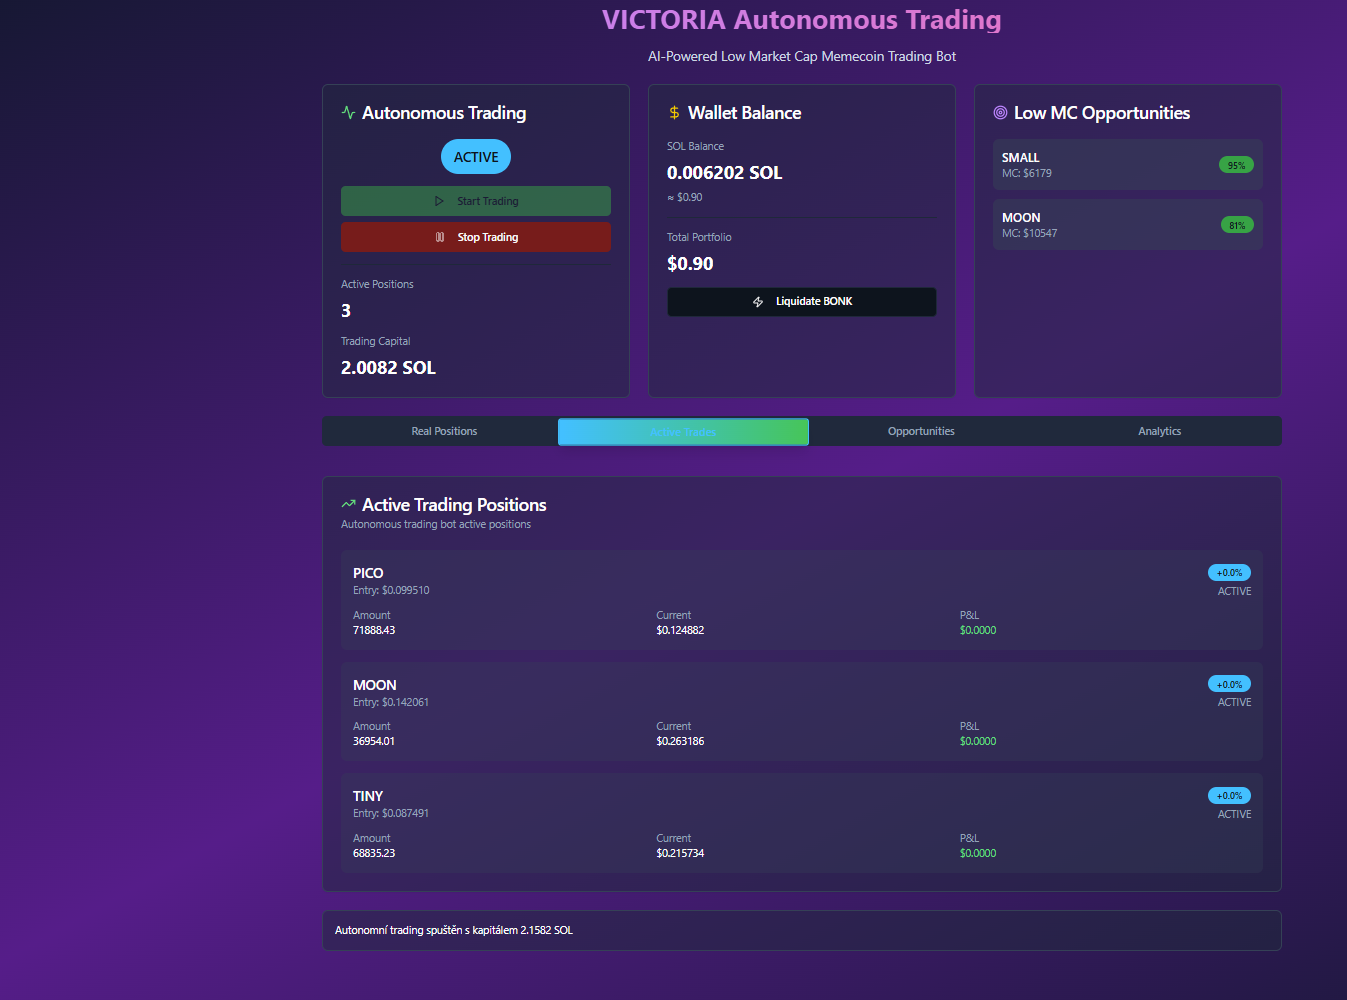 VICTORIA Autonomous Trading
AI-Powered Low Market Cap Memecoin Trading Bot
Autonomous Trading
ACTIVE
Start Trading
Stop Trading
Active Positions
3
Trading Capital
2.0082 SOL
Wallet Balance
SOL Balance
0.006202 SOL
≈ $0.90
Total Portfolio
$0.90
Liquidate BONK
Low MC Opportunities
SMALL
MC: $6179
95%
MOON
MC: $10547
81%
Real Positions
Active Trades
Opportunities
Analytics
Active Trading Positions
Autonomous trading bot active positions
PICO
Entry: $0.099510
+0.0%
ACTIVE
Amount
71888.43
Current
$0.124882
P&L
$0.0000
MOON
Entry: $0.142061
+0.0%
ACTIVE
Amount
36954.01
Current
$0.263186
P&L
$0.0000
TINY
Entry: $0.087491
+0.0%
ACTIVE
Amount
68835.23
Current
$0.215734
P&L
$0.0000
Autonomní trading spuštěn s kapitálem 2.1582 SOL